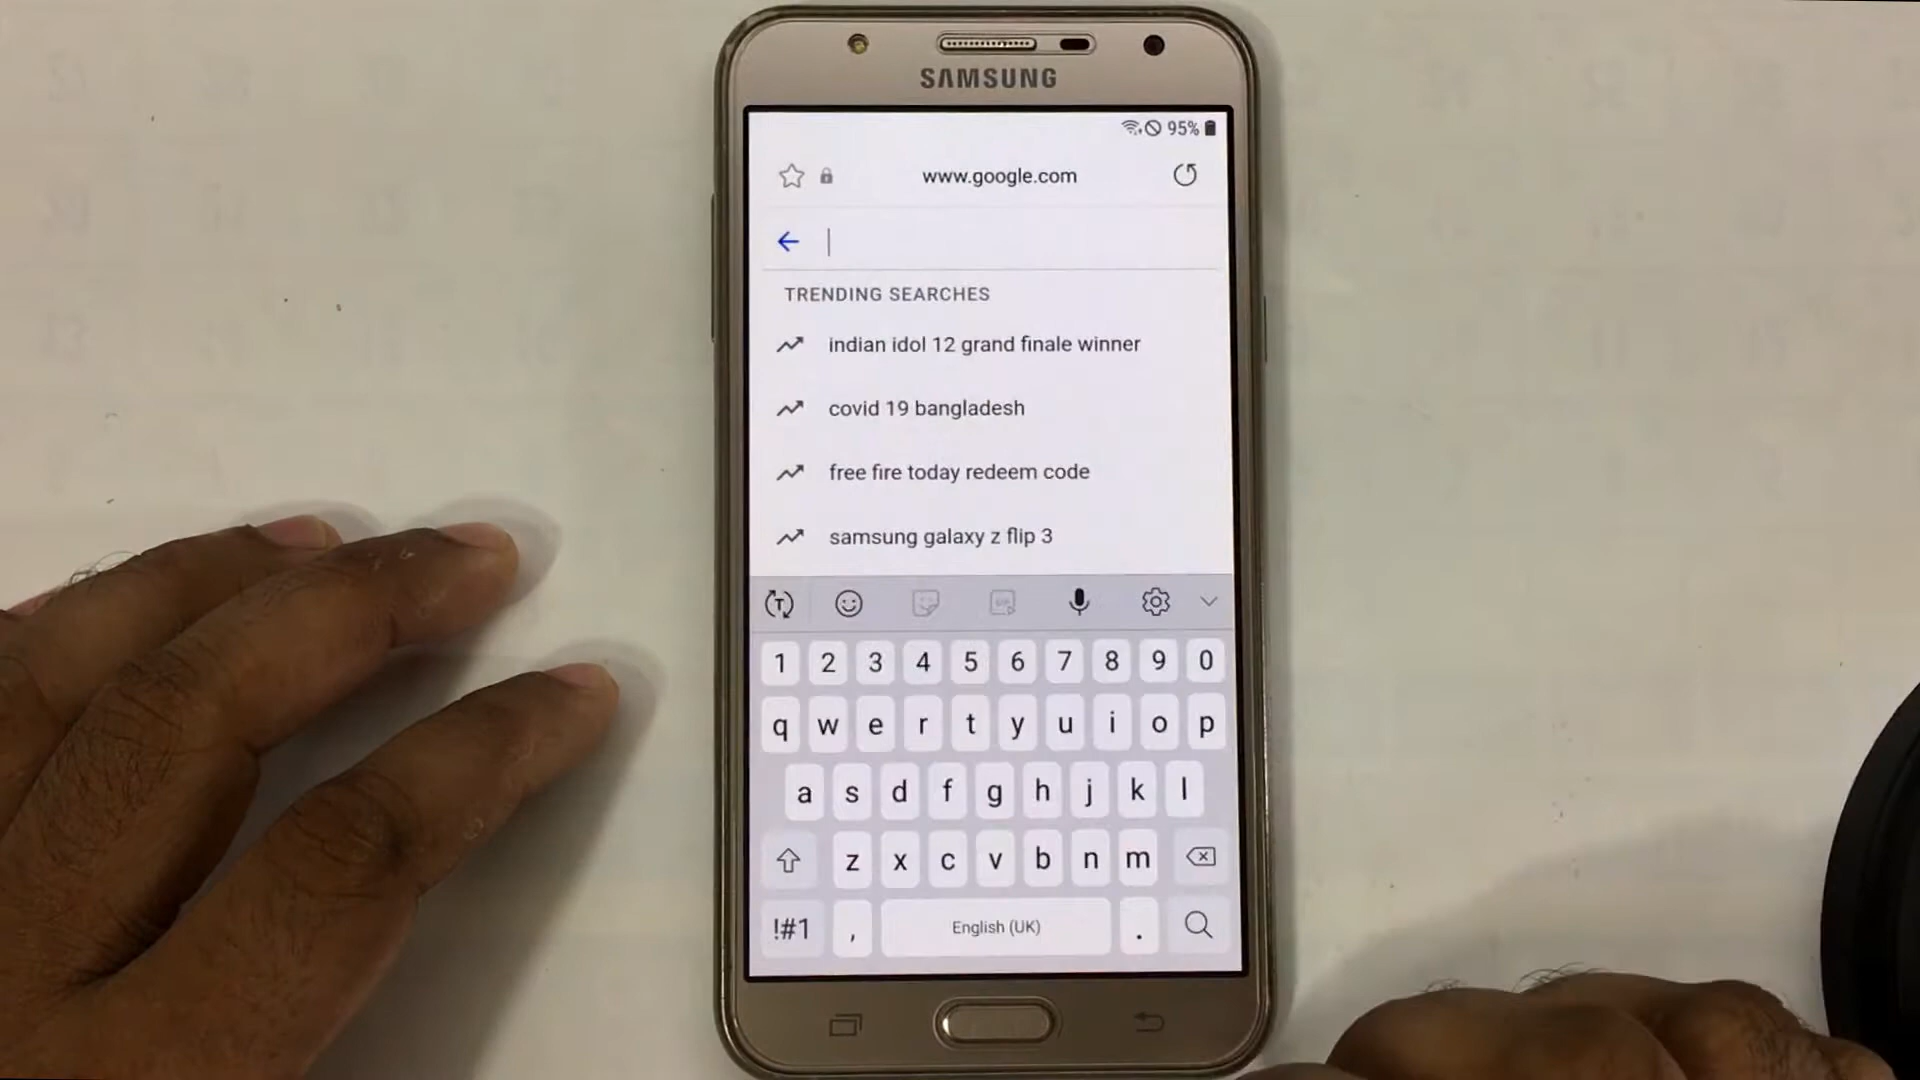 SAMSUNG
95%
www.google.com
TRENDING SEARCHES
indian idol 12 grand finale winner
covid 19 bangladesh
free fire today redeem code
samsung galaxy z flip 3
1 2 3 4 5 6 7 8 9 0
q w e r t y u i o p
a s d f g h j k l
z x c v b n m
!#1 , English (UK) .